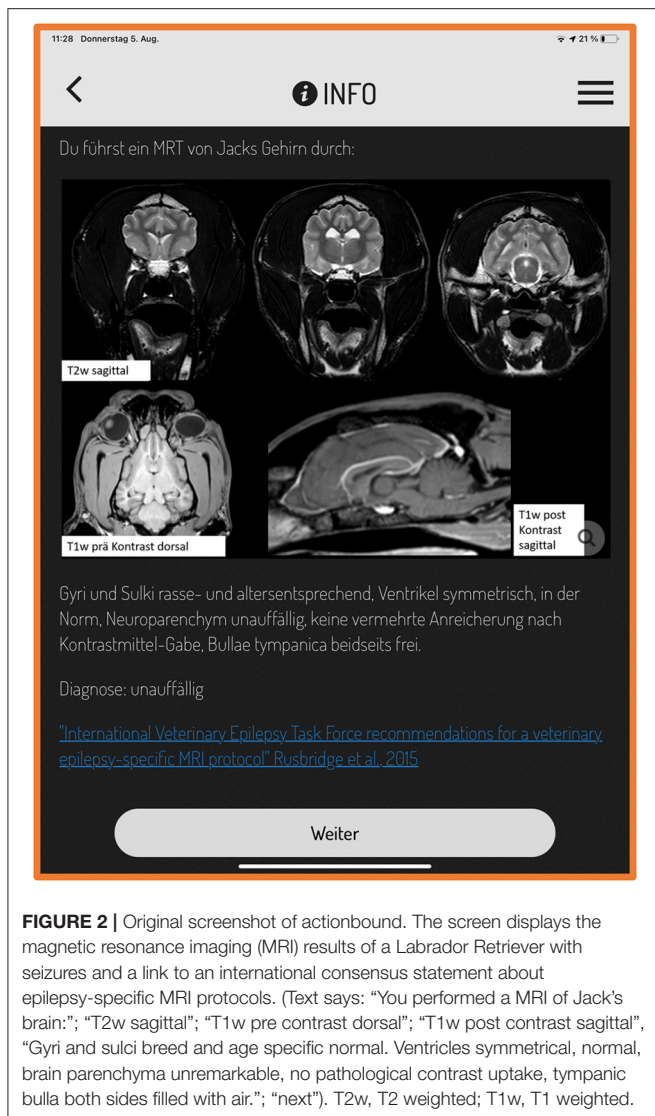 11:28 Donnerstag 5. Aug.
21 %
INFO
Du führst ein MRT von Jacks Gehirn durch:
T2w sagittal
T1w prä Kontrast dorsal
T1w post
Kontrast
sagittal
Gyri und Sulki rasse- und altersentsprechend, Ventrikel symmetrisch, in der
Norm, Neuroparenchym unauffällig, keine vermehrte Anreicherung nach
Kontrastmittel-Gabe, Bullae tympanica beidseits frei.
Diagnose: unauffällig
"International Veterinary Epilepsy Task Force recommendations for a veterinary
epilepsy-specific MRI protocol" Rusbridge et al., 2015
Weiter
FIGURE 2 | Original screenshot of actionbound. The screen displays the
magnetic resonance imaging (MRI) results of a Labrador Retriever with
seizures and a link to an international consensus statement about
epilepsy-specific MRI protocols. (Text says: “You performed a MRI of Jack’s
brain:”; “T2w sagittal”; “T1w pre contrast dorsal”; “T1w post contrast sagittal”,
“Gyri and sulci breed and age specific normal. Ventricles symmetrical, normal,
brain parenchyma unremarkable, no pathological contrast uptake, tympanic
bulla both sides filled with air.”; “next”). T2w, T2 weighted; T1w, T1 weighted.